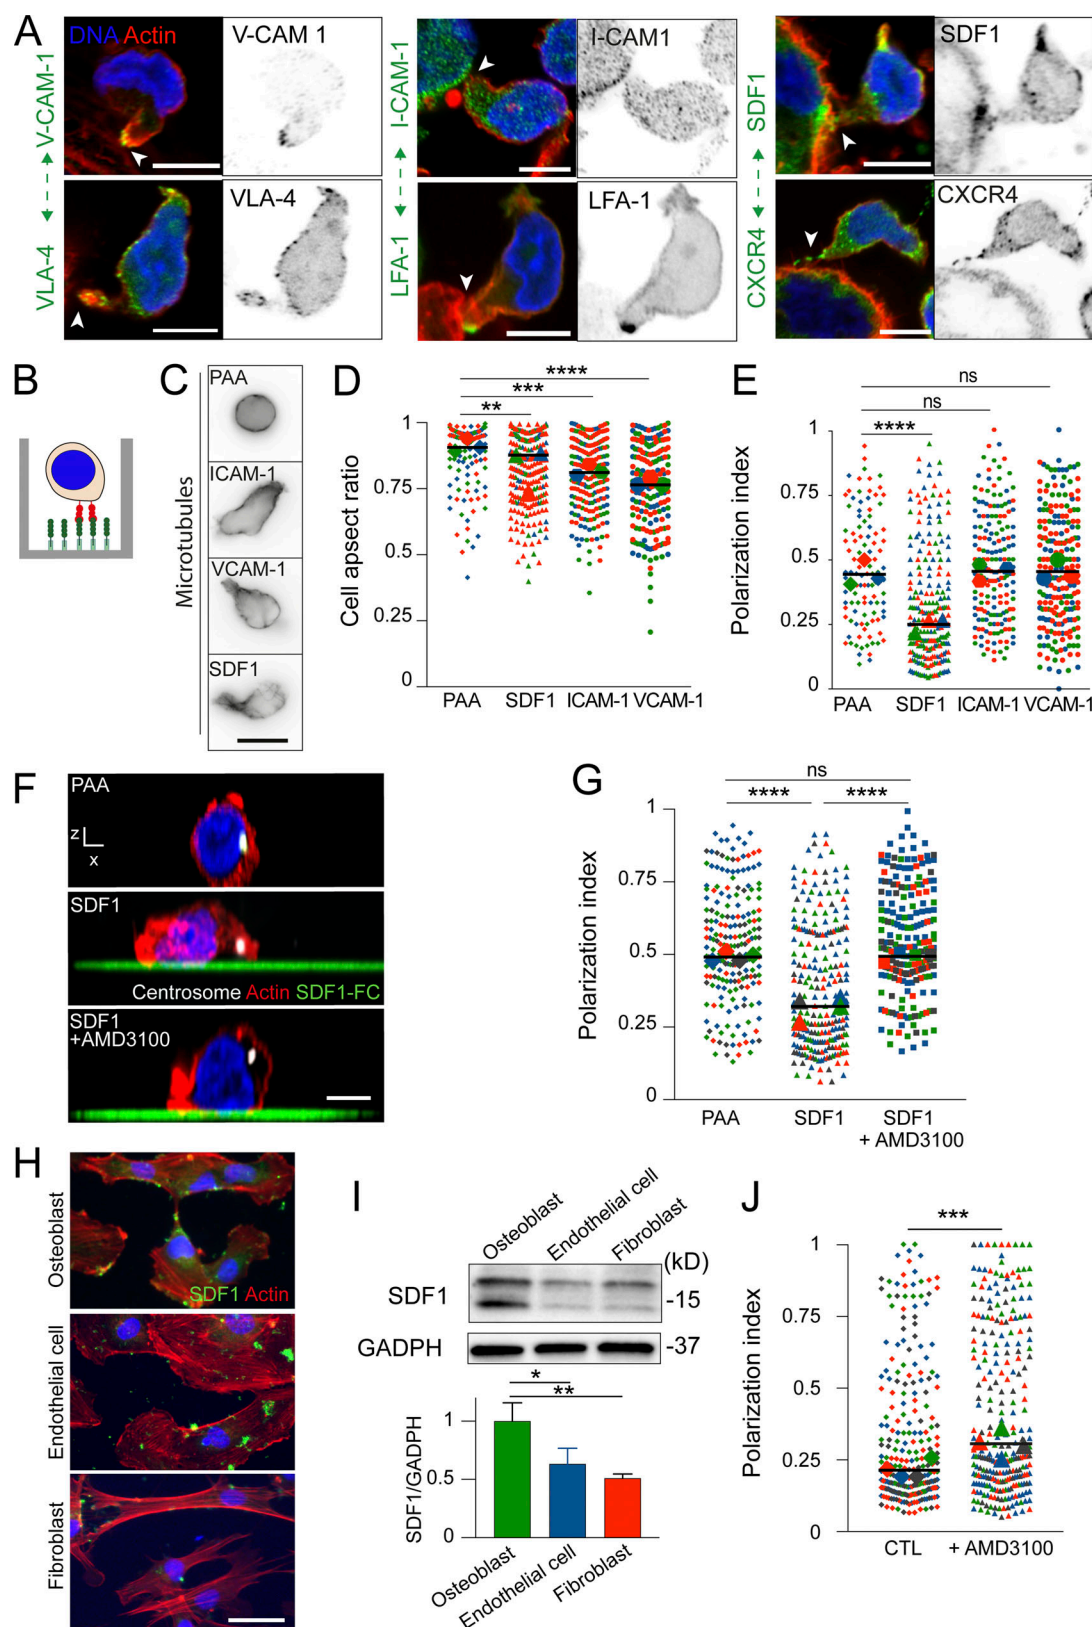 A
DNA Actin
V-CAM 1
I-CAM1
SDF1
VLA-4 V-CAM-1
LFA-1 I-CAM-1
CXCR4 SDF1
VLA-4
LFA-1
CXCR4
B
C
Microtubules
PAA
ICAM-1
VCAM-1
SDF1
D
****
***
**
Cell apsect ratio
1
0.75
0.5
0.25
0
PAA SDF1 ICAM-1 VCAM-1
E
ns
ns
****
Polarization index
1
0.75
0.5
0.25
0
PAA SDF1 ICAM-1 VCAM-1
F
PAA
z
x
SDF1
Centrosome Actin SDF1-FC
SDF1
+AMD3100
G
ns
**** ****
Polarization index
1
0.75
0.5
0.25
0
PAA SDF1 SDF1
+ AMD3100
H
Osteoblast
SDF1 Actin
Endothelial cell
Fibroblast
I
Osteoblast
Endothelial cell
Fibroblast
(kD)
SDF1
-15
GADPH
-37
*
**
SDF1/GADPH
1
0.5
0
Osteoblast
Endothelial cell
Fibroblast
J
***
Polarization index
1
0.75
0.5
0.25
0
CTL + AMD3100